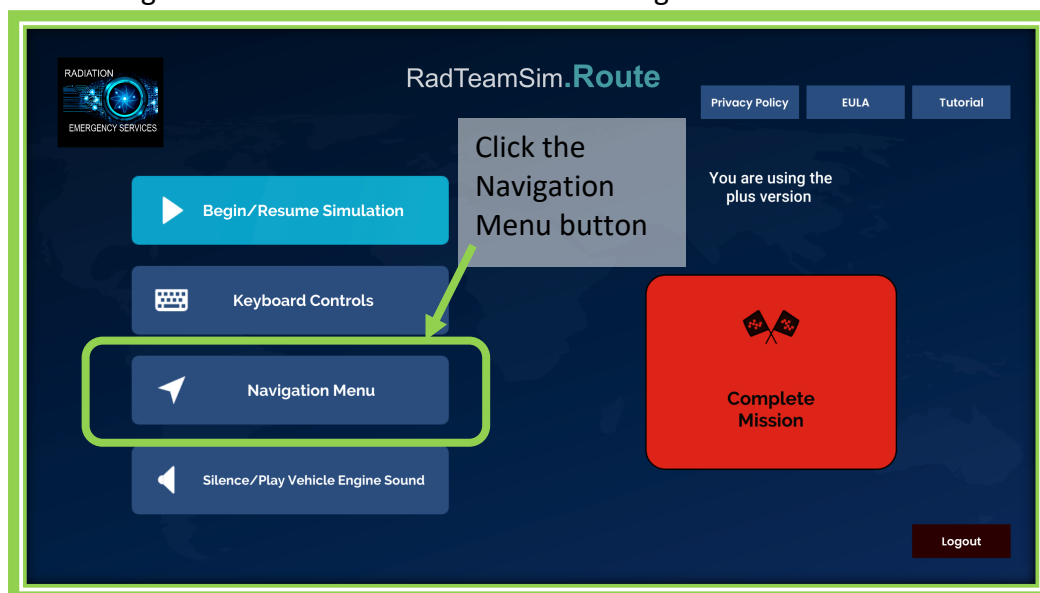 RADIATION
EMERGENCY SERVICES
RadTeamSim.Route
Privacy Policy
EULA
Tutorial
Click the
Navigation
Menu button
You are using the
plus version
Begin/Resume Simulation
Keyboard Controls
Navigation Menu
Complete
Mission
Silence/Play Vehicle Engine Sound
Logout